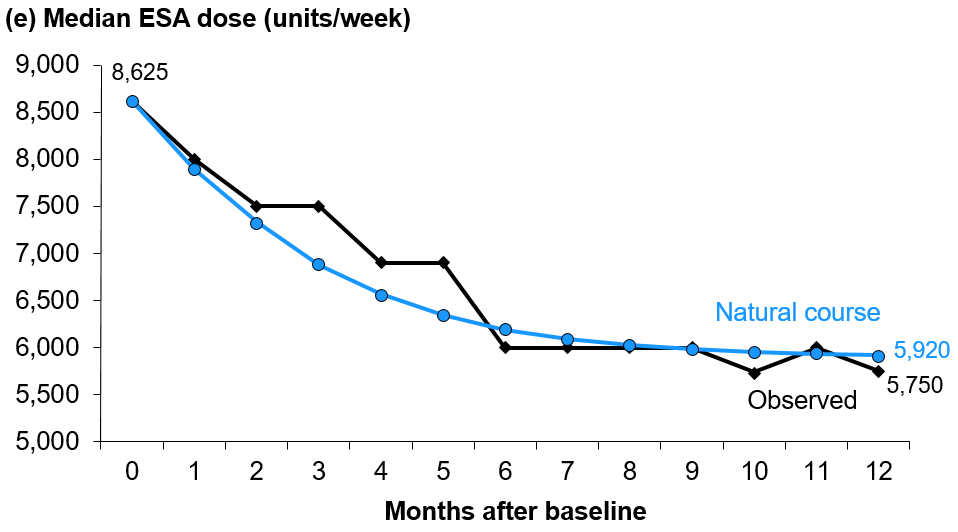 (e) Median ESA dose (units/week)
9,000
8,625
8,500
8,000
7,500
7,000
6,500
Natural course
6,000
5,920
5,750
5,500
Observed
5,000
0 1 2 3 4 5 6 7 8 9 10 11 12
Months after baseline